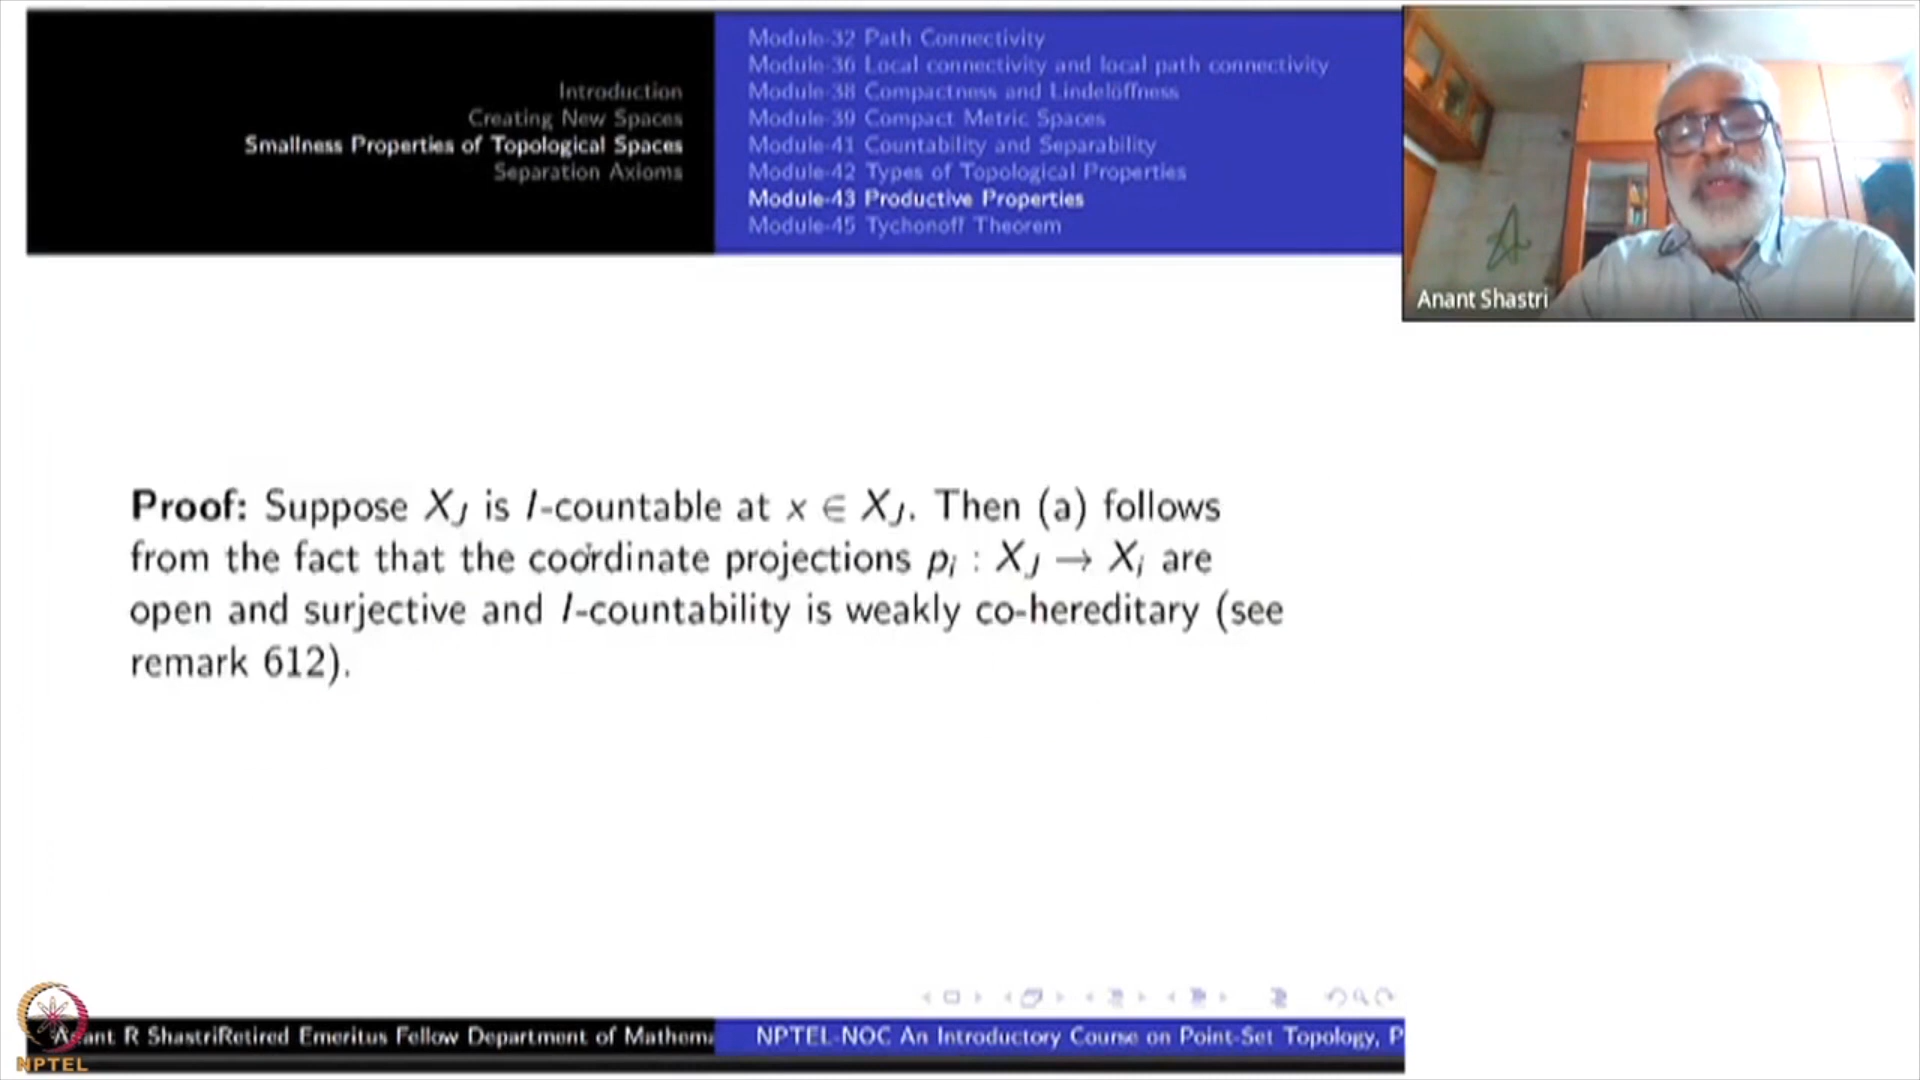 Introduction
Creating New Spaces
Smallness Properties of Topological Spaces
Separation Axioms
Module-32 Path Connectivity
Module-36 Local connectivity and local path connectivity
Module-38 Compactness and Lindelöffness
Module-39 Compact Metric Spaces
Module-41 Countability and Separability
Module-42 Types of Topological Properties
Module-43 Productive Properties
Module-45 Tychonoff Theorem
Anant Shastri
Proof: Suppose X_J is I-countable at x ∈ X_J. Then (a) follows
from the fact that the coordinate projections p_i : X_J → X_i are
open and surjective and I-countability is weakly co-hereditary (see
remark 612).
Anant R ShastriRetired Emeritus Fellow Department of Mathema
NPTEL-NOC An Introductory Course on Point-Set Topology, P
NPTEL